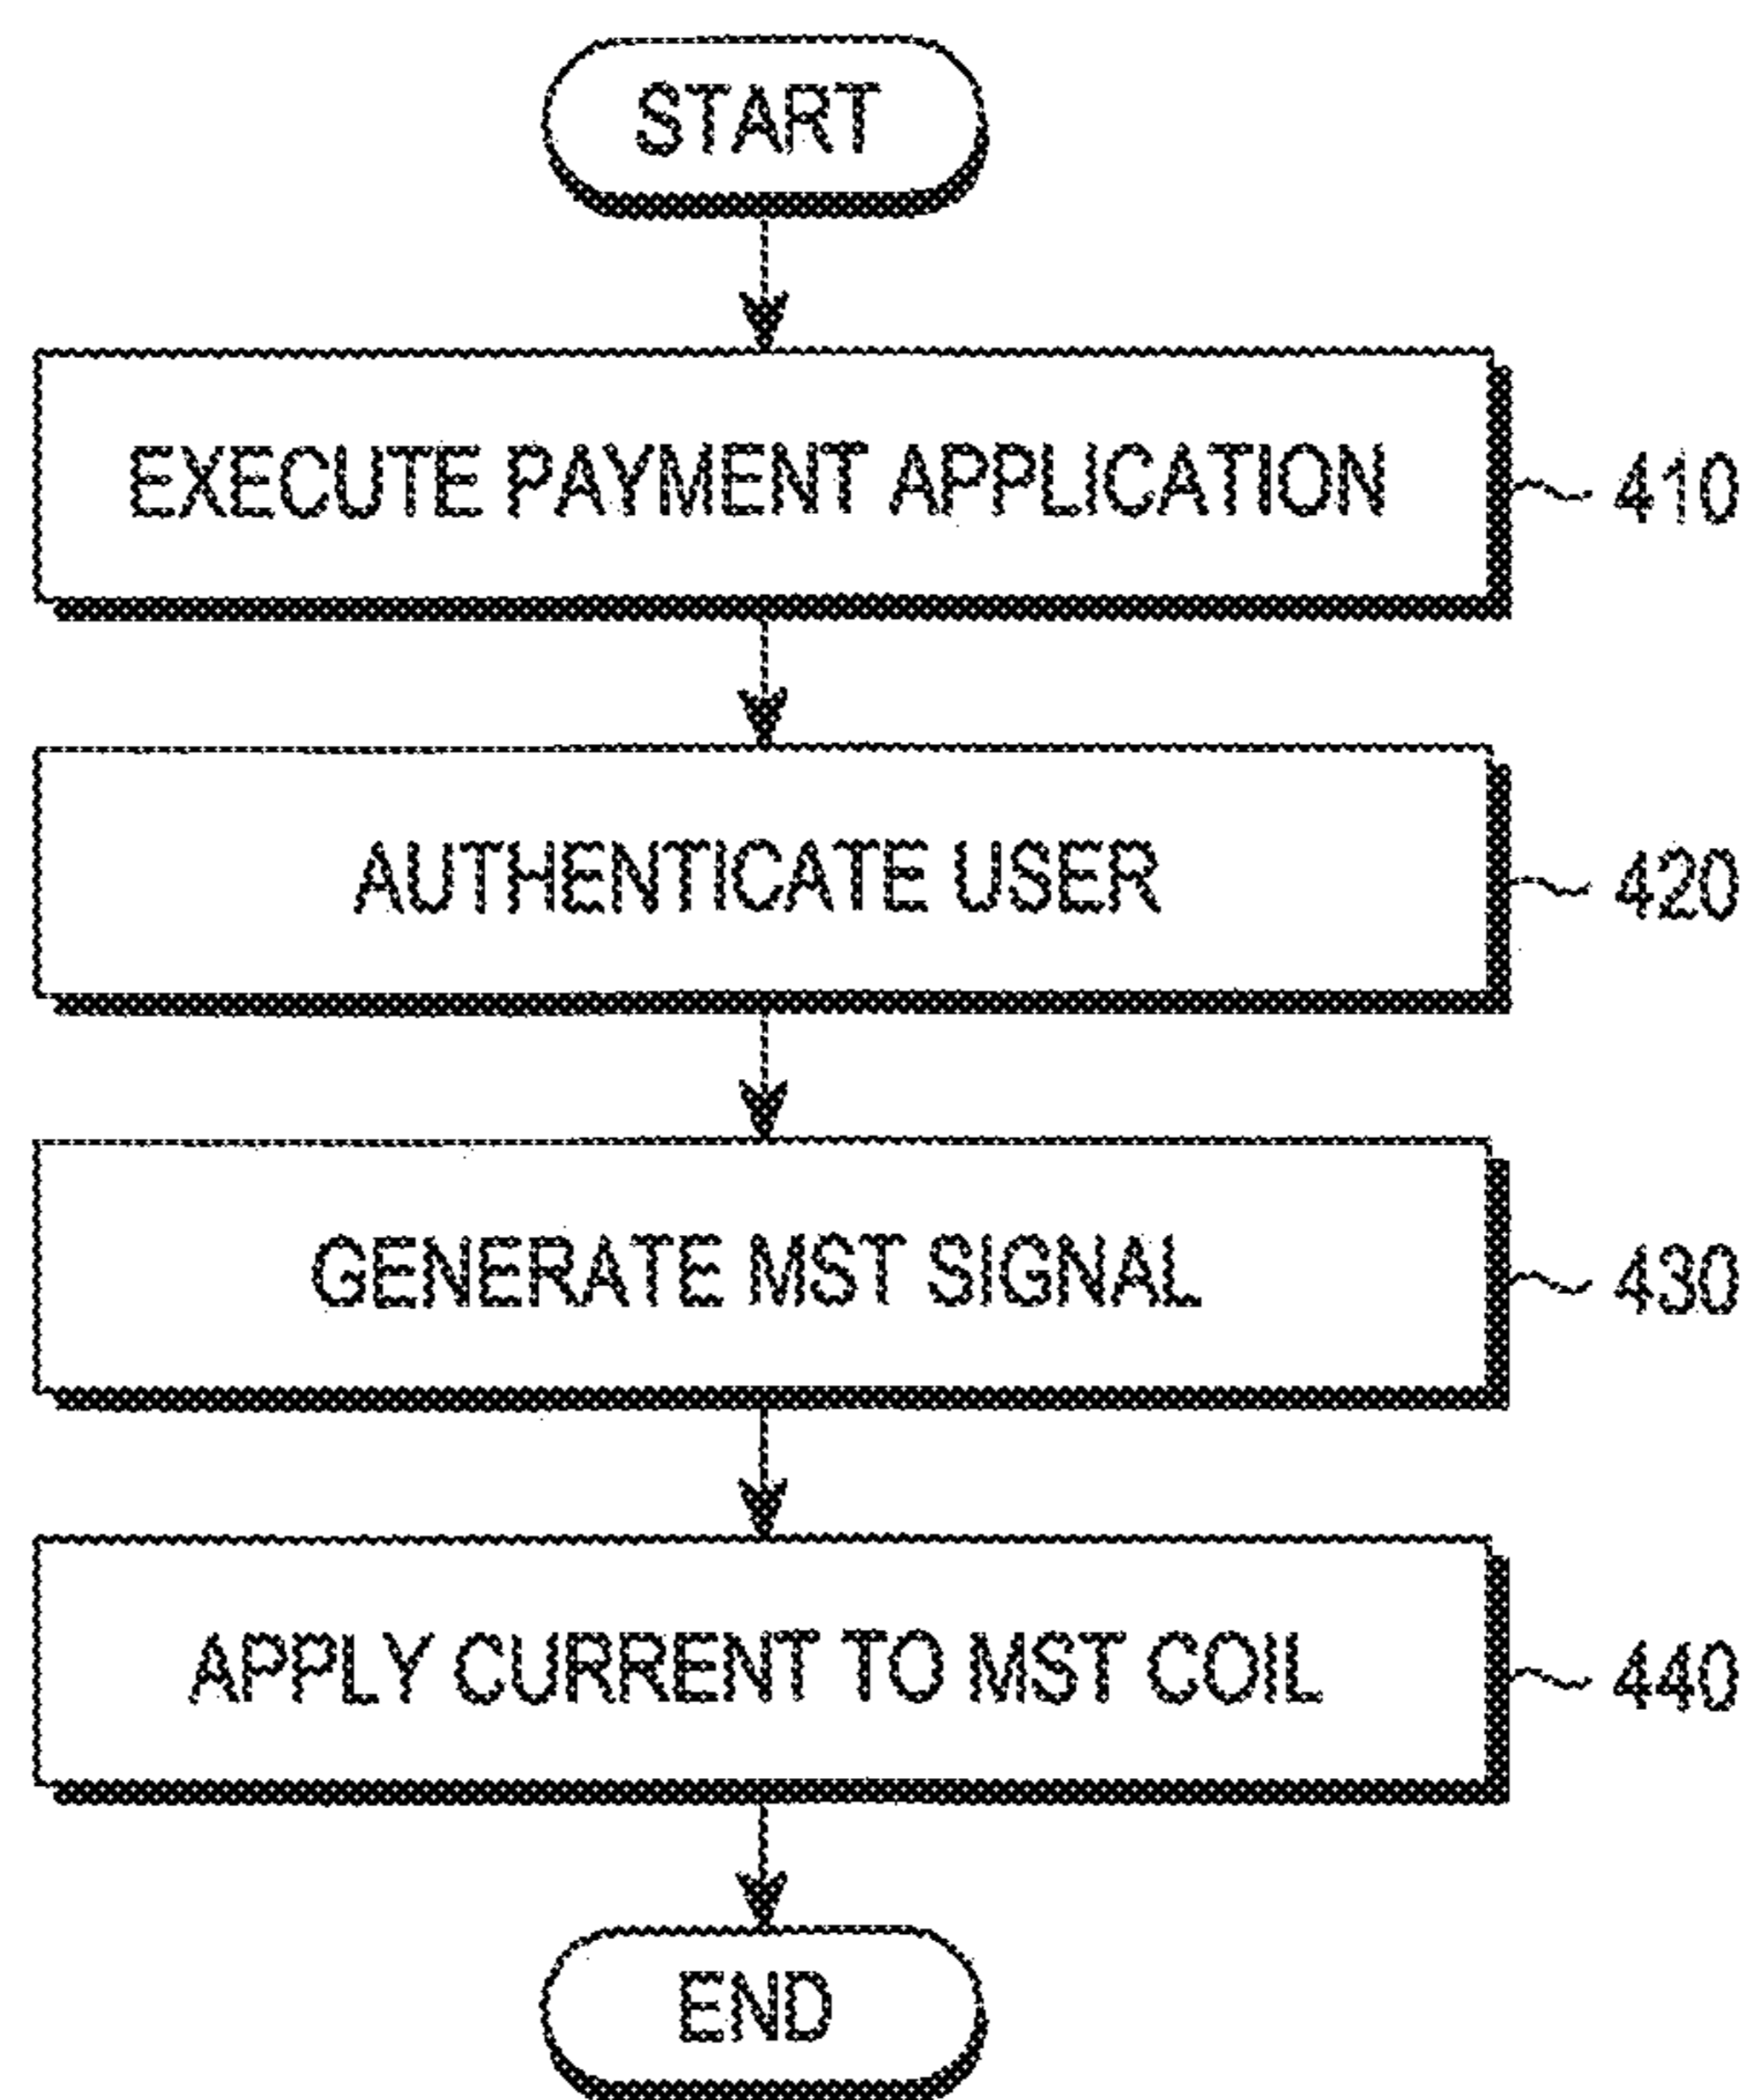 START
EXECUTE PAYMENT APPLICATION
410
AUTHENTICATE USER
420
GENERATE MST SIGNAL
430
APPLY CURRENT TO MST COIL
440
END